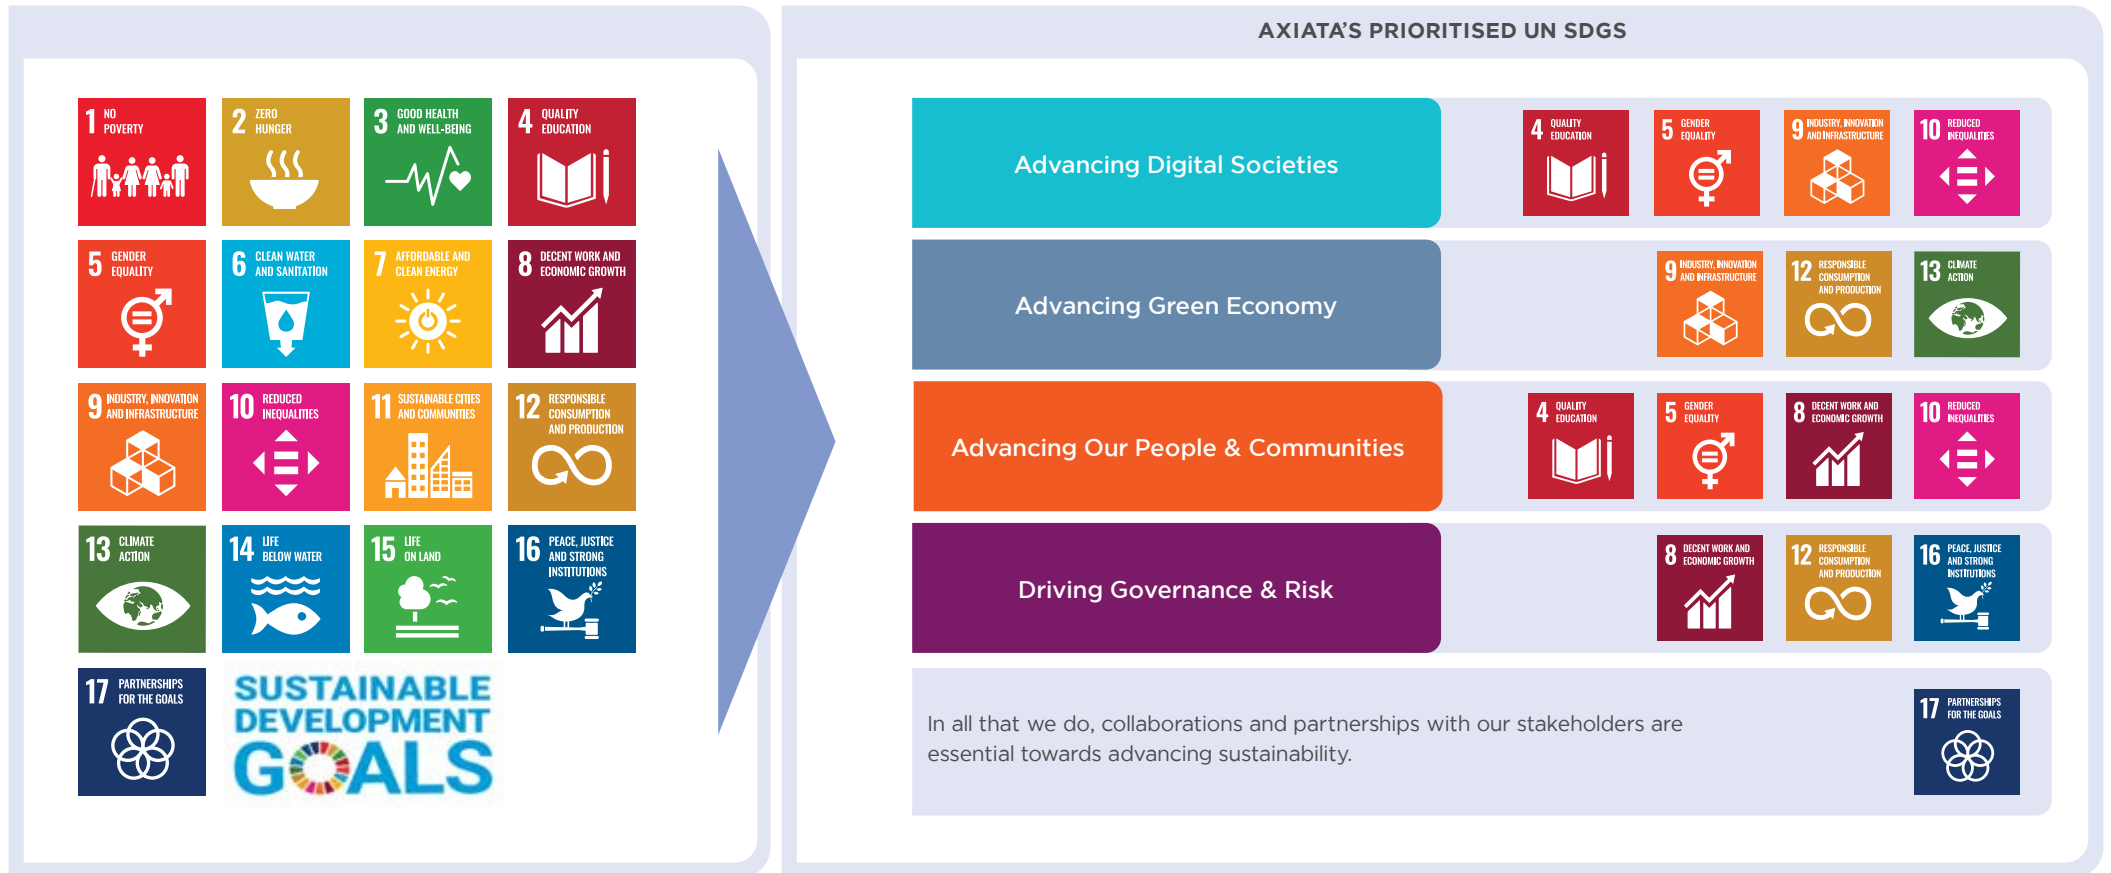 AXIATA'S PRIORITISED UN SDGS
1 NO
POVERTY
2 ZERO
HUNGER
3 GOOD HEALTH
AND WELL-BEING
4 QUALITY
EDUCATION
5 GENDER
EQUALITY
6 CLEAN WATER
AND SANITATION
7 AFFORDABLE AND
CLEAN ENERGY
8 DECENT WORK AND
ECONOMIC GROWTH
9 INDUSTRY, INNOVATION
AND INFRASTRUCTURE
10 REDUCED
INEQUALITIES
11 SUSTAINABLE CITIES
AND COMMUNITIES
12 RESPONSIBLE
CONSUMPTION
AND PRODUCTION
13 CLIMATE
ACTION
14 LIFE
BELOW WATER
15 LIFE
ON LAND
16 PEACE, JUSTICE
AND STRONG
INSTITUTIONS
17 PARTNERSHIPS
FOR THE GOALS
SUSTAINABLE
DEVELOPMENT
GOALS
Advancing Digital Societies
4 QUALITY
EDUCATION
5 GENDER
EQUALITY
9 INDUSTRY, INNOVATION
AND INFRASTRUCTURE
10 REDUCED
INEQUALITIES
Advancing Green Economy
9 INDUSTRY, INNOVATION
AND INFRASTRUCTURE
12 RESPONSIBLE
CONSUMPTION
AND PRODUCTION
13 CLIMATE
ACTION
Advancing Our People & Communities
4 QUALITY
EDUCATION
5 GENDER
EQUALITY
8 DECENT WORK AND
ECONOMIC GROWTH
10 REDUCED
INEQUALITIES
Driving Governance & Risk
8 DECENT WORK AND
ECONOMIC GROWTH
12 RESPONSIBLE
CONSUMPTION
AND PRODUCTION
16 PEACE, JUSTICE
AND STRONG
INSTITUTIONS
In all that we do, collaborations and partnerships with our stakeholders are
essential towards advancing sustainability.
17 PARTNERSHIPS
FOR THE GOALS